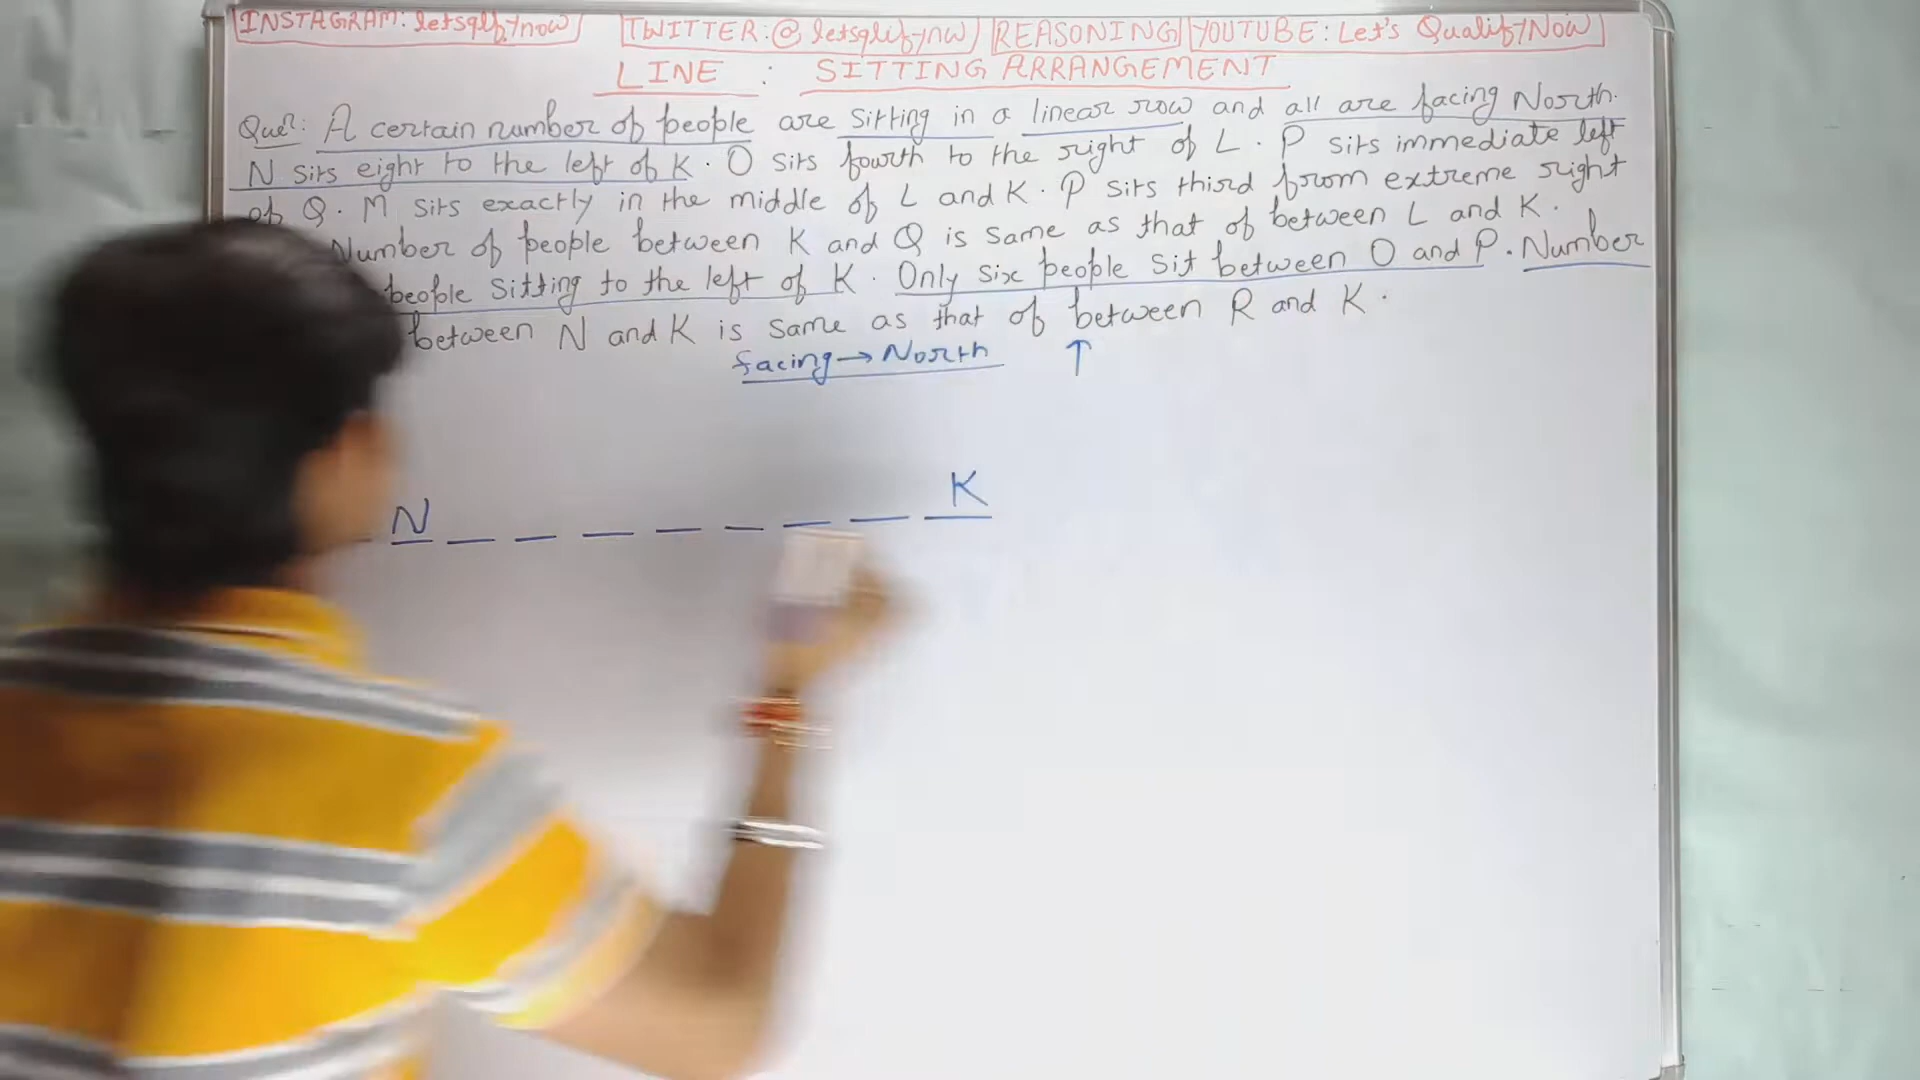 INSTAGRAM: letsqlifynow TWITTER: @letsqlifynw REASONING YOUTUBE: Let's QualifyNow
LINE : SITTING ARRANGEMENT
Que?: A certain number of people are sitting in a linear row and all are facing North.
N sits eight to the left of K. O sits fourth to the right of L. P sits immediate left
of Q. M sits exactly in the middle of L and K. P sits third from extreme right
Number of people between K and Q is same as that of between L and K.
people sitting to the left of K. Only six people sit between O and P. Number
between N and K is same as that of between R and K.
facing → North ↑
N K